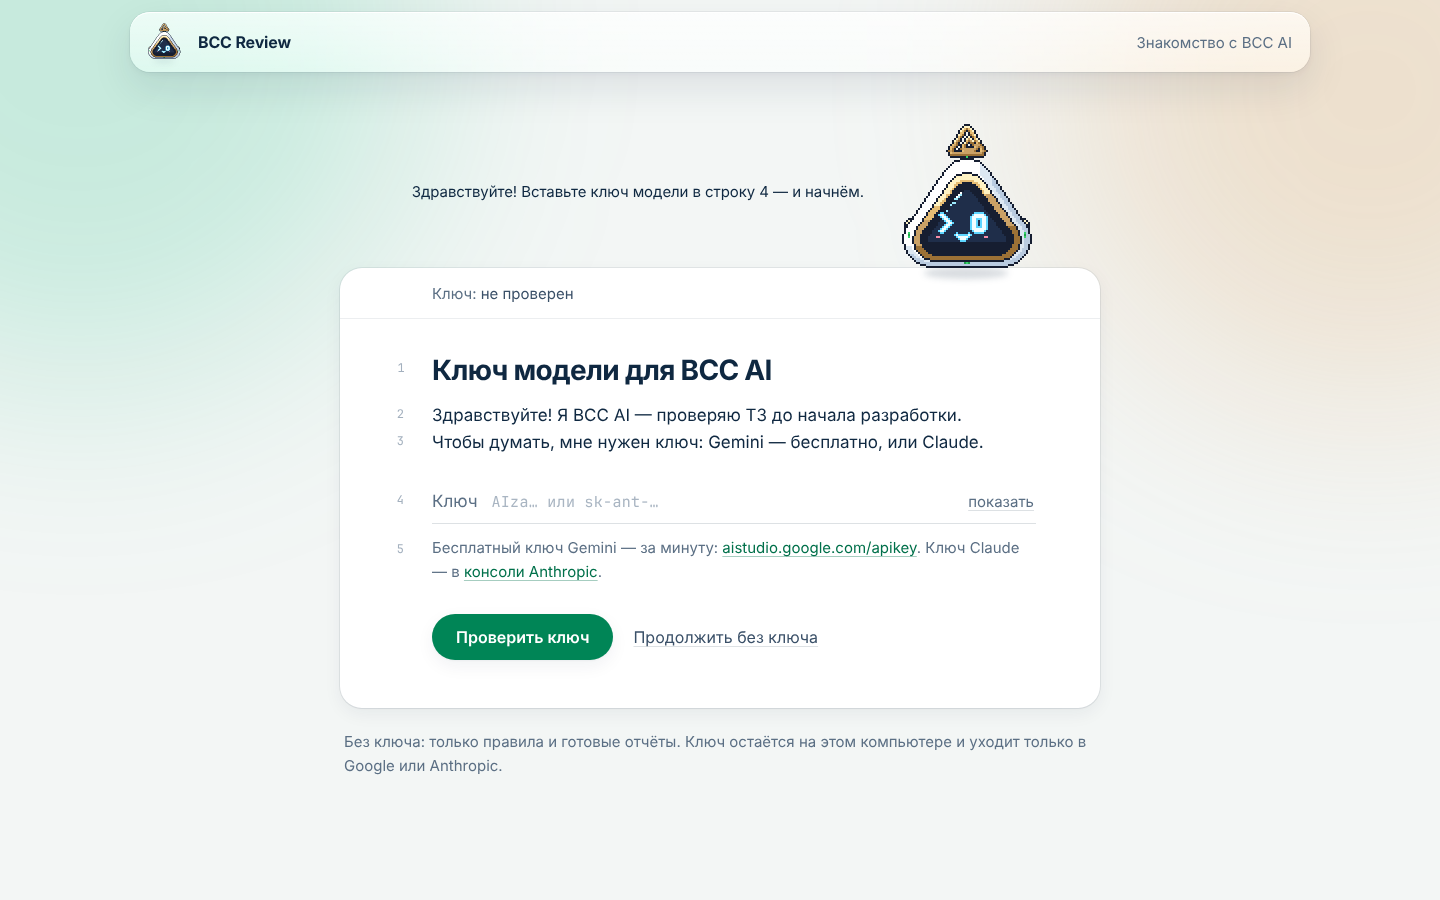 BCC Review
Знакомство с BCC AI
Здравствуйте! Вставьте ключ модели в строку 4 — и начнём.
Ключ: не проверен
1 Ключ модели для BCC AI
2 Здравствуйте! Я BCC AI — проверяю ТЗ до начала разработки.
3 Чтобы думать, мне нужен ключ: Gemini — бесплатно, или Claude.
4 Ключ AIza… или sk-ant-… показать
5 Бесплатный ключ Gemini — за минуту: aistudio.google.com/apikey. Ключ Claude
— в консоли Anthropic.
Проверить ключ Продолжить без ключа
Без ключа: только правила и готовые отчёты. Ключ остаётся на этом компьютере и уходит только в
Google или Anthropic.